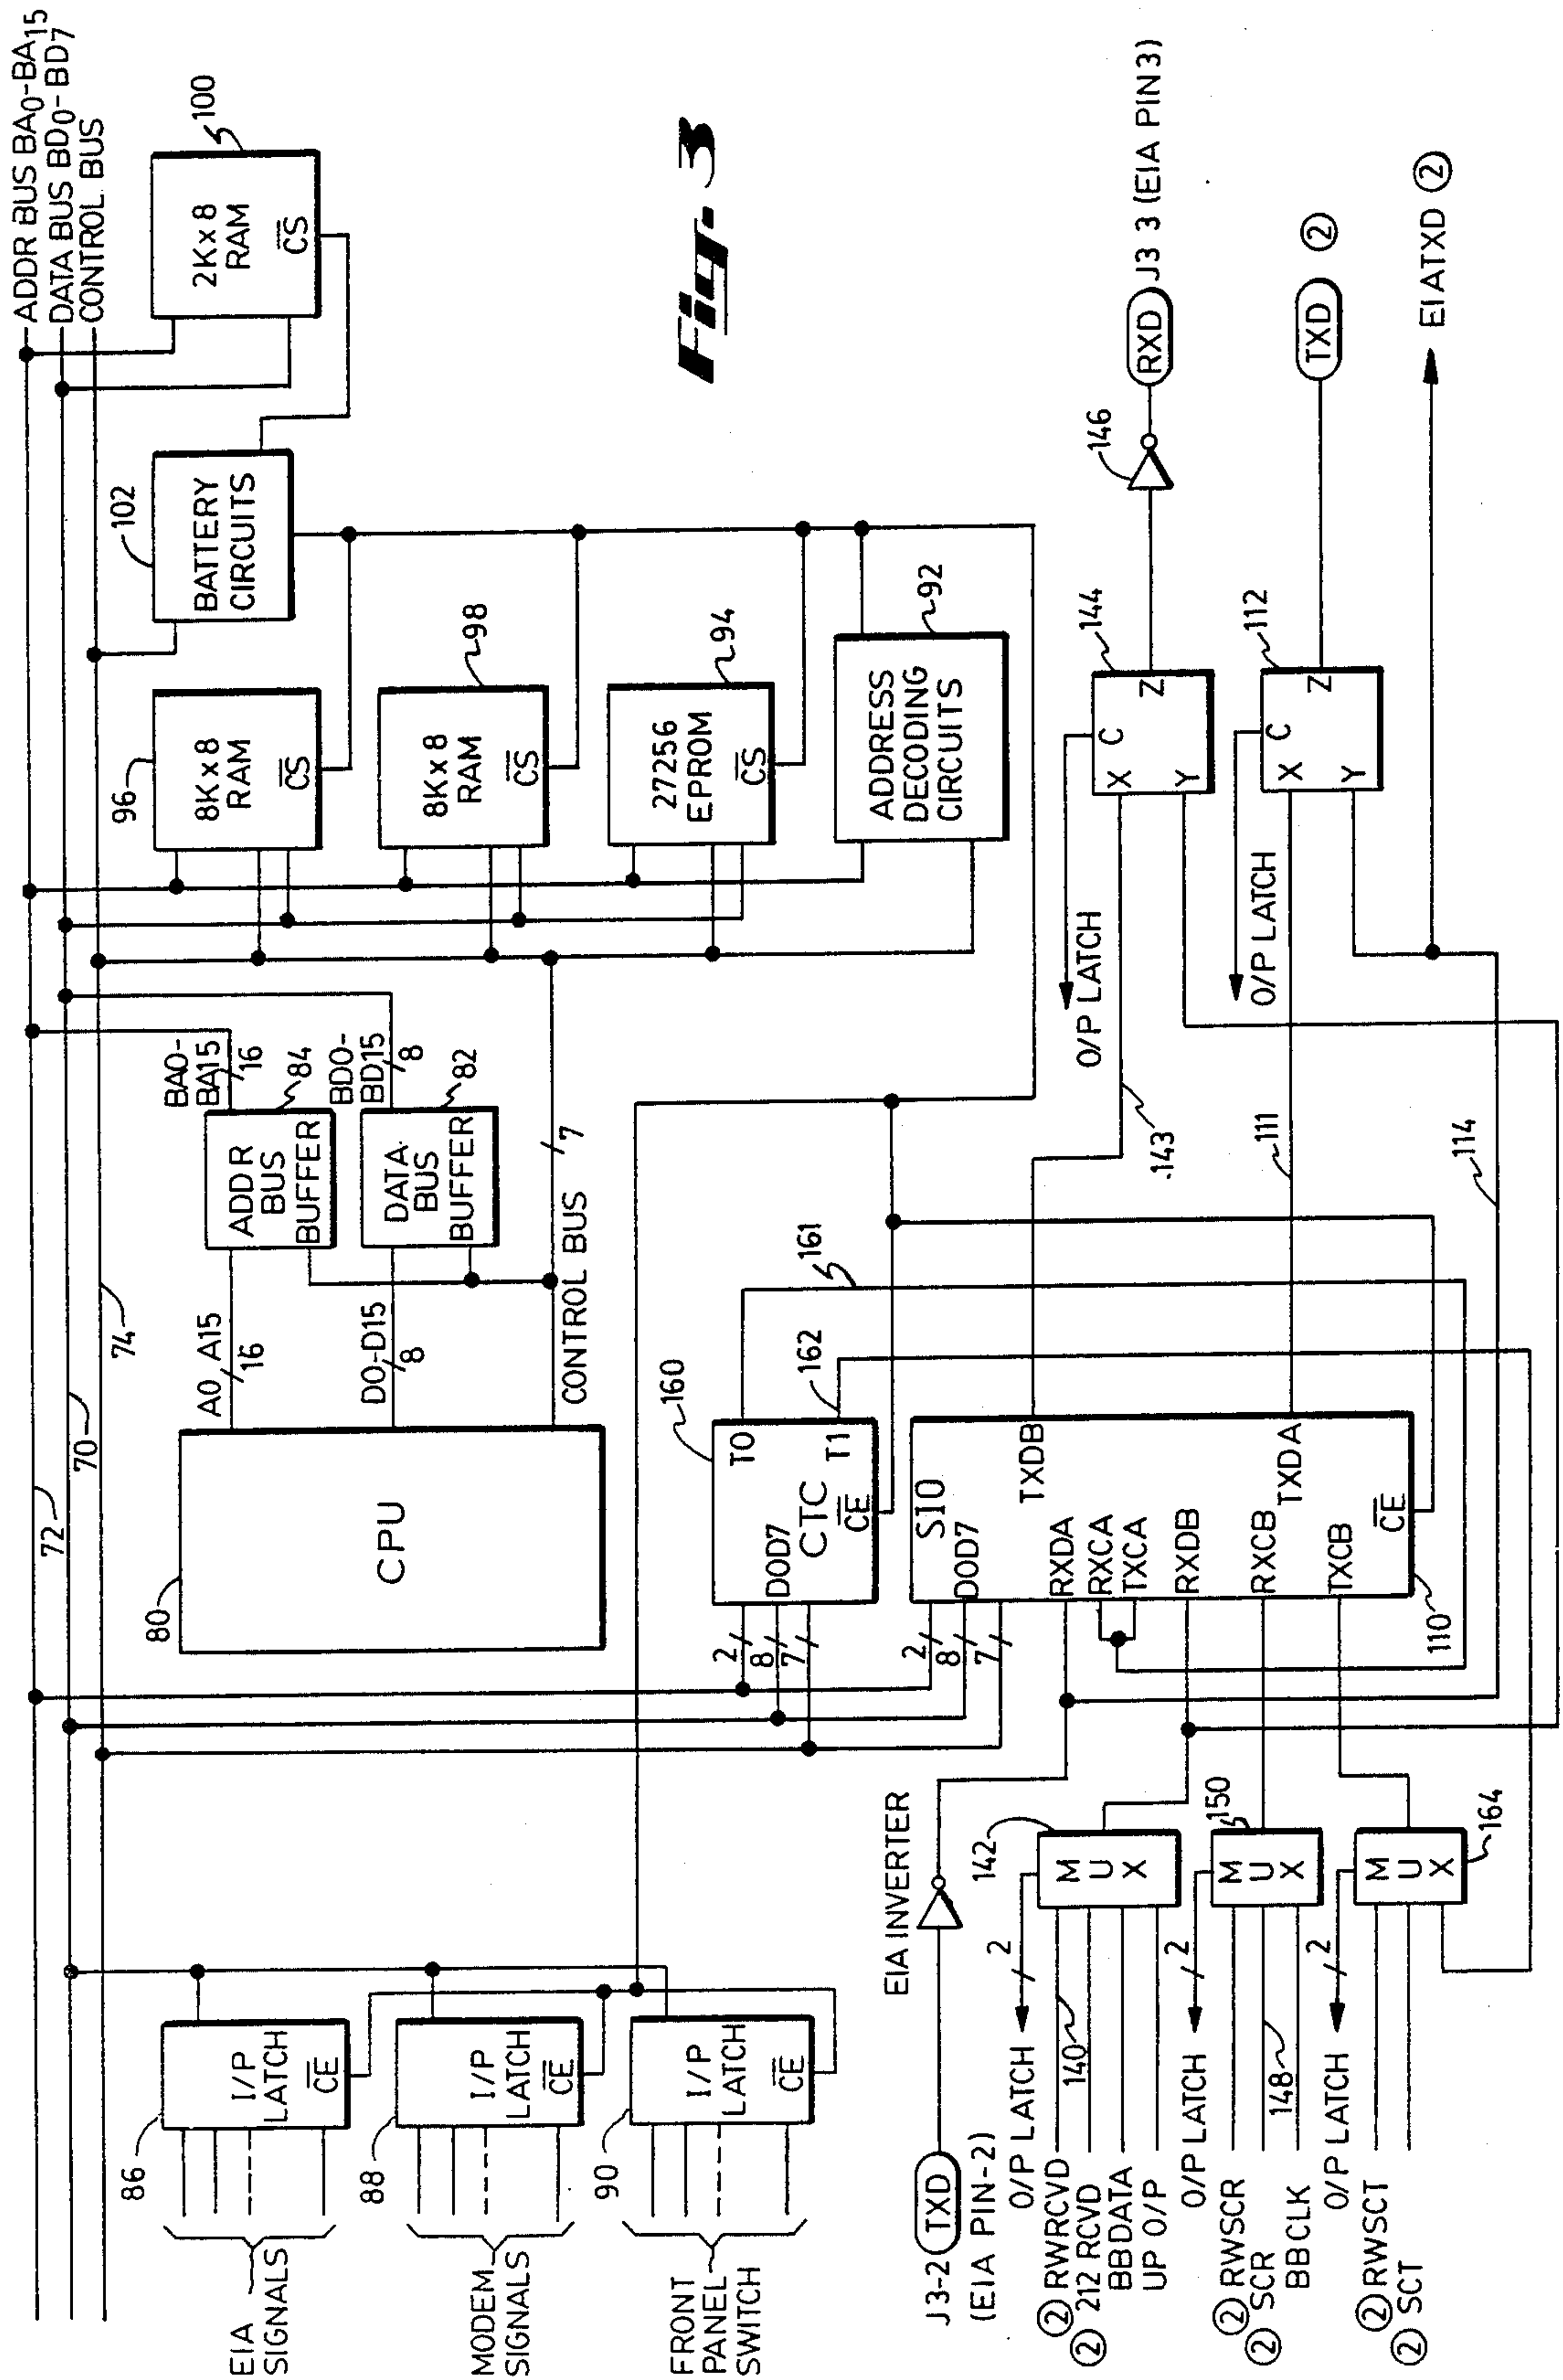 ADDR BUS BA0-BA15
DATA BUS BD0-BD7
CONTROL BUS
72
70
74
EIA
SIGNALS
86
I/P
LATCH
CE
MODEM
SIGNALS
88
I/P
LATCH
CE
FRONT
PANEL
SWITCH
90
I/P
LATCH
CE
80
CPU
A0 A15
16
D0-D15
8
CONTROL BUS
7
ADDR
BUS
BUFFER
84
BA0-
BA15
16
DATA
BUS
BUFFER
82
BD0-
BD15
8
96
8K x 8
RAM
CS
98
8K x 8
RAM
CS
94
27256
EPROM
CS
92
ADDRESS
DECODING
CIRCUITS
102
BATTERY
CIRCUITS
100
2K x 8
RAM
CS
Fig. 3
160
T0
T1
D0D7
CTC
CE
2
8
7
162
161
SIO
D0D7
2
8
7
TXDB
RXDA
RXCA
TXCA
RXDB
RXCB
TXDA
TXCB
CE
110
EIA INVERTER
J3-2 TXD
(EIA PIN-2)
O/P LATCH
2
142
MUX
② RWRCVD
140
② 212 RCVD
BBDATA
UP O/P
O/P LATCH
2
150
MUX
② RWSCR
② SCR
148
BBCLK
O/P LATCH
2
164
MUX
② RWSCT
② SCT
143
111
114
O/P LATCH
144
C
X
Y
Z
146
RXD J3 3 (EIA PIN 3)
O/P LATCH
112
C
X
Y
Z
TXD ②
EIATXD ②